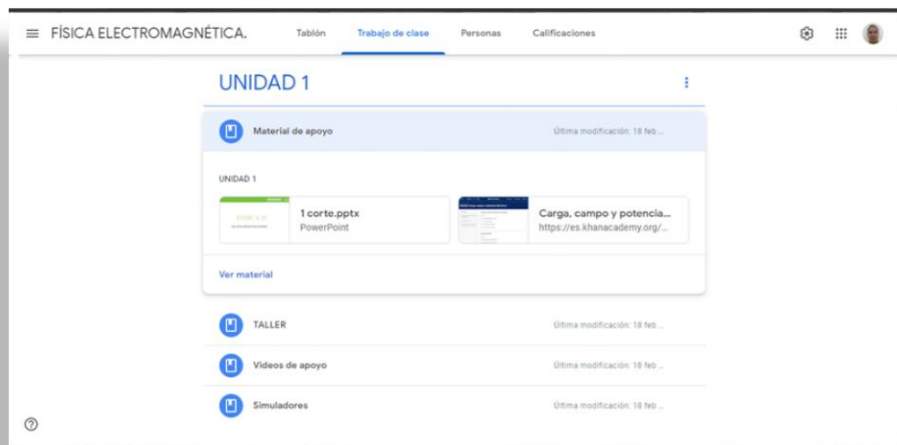 FÍSICA ELECTROMAGNÉTICA.
Tablón
Trabajo de clase
Personas
Calificaciones
UNIDAD 1
Material de apoyo
Última modificación: 18 feb ...
UNIDAD 1
1 corte.pptx
PowerPoint
Carga, campo y potencia...
https://es.khanacademy.org/...
Ver material
TALLER
Última modificación: 18 feb ...
Videos de apoyo
Última modificación: 18 feb ...
Simuladores
Última modificación: 18 feb ...